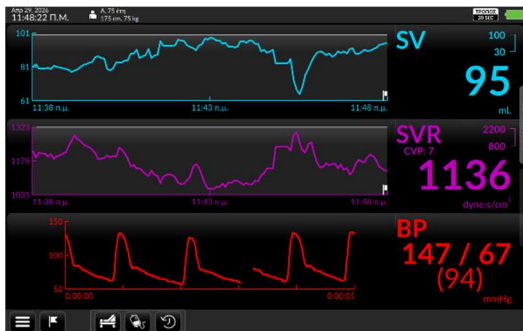 Απρ 29, 2026
11:48:22 Π.Μ.
Α, 75 έτη
175 cm, 75 kg
ΤΡΟΠΟΣ
20 SEC
101
81
61
11:38 π.μ.
11:43 π.μ.
11:48 π.μ.
SV
100
30
95
mL
1323
1179
1035
11:38 π.μ.
11:43 π.μ.
11:48 π.μ.
SVR
CVP: 7
2200
800
1136
dyne-s/cm
150
100
50
0:00:00
0:00:05
BP
147 / 67
(94)
mmHg